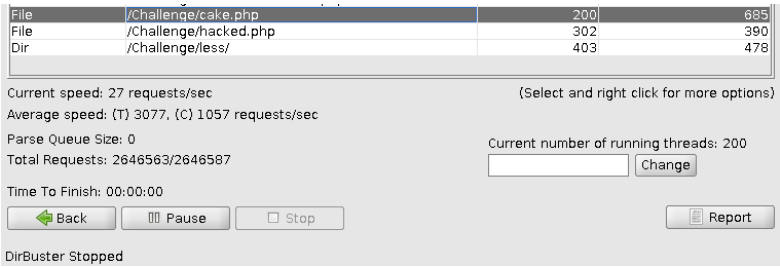 File /Challenge/cake.php 200 685
File /Challenge/hacked.php 302 390
Dir /Challenge/less/ 403 478
Current speed: 27 requests/sec (Select and right click for more options)
Average speed: (T) 3077, (C) 1057 requests/sec
Parse Queue Size: 0
Current number of running threads: 200
Total Requests: 2646563/2646587
Change
Time To Finish: 00:00:00
Back Pause Stop Report
DirBuster Stopped